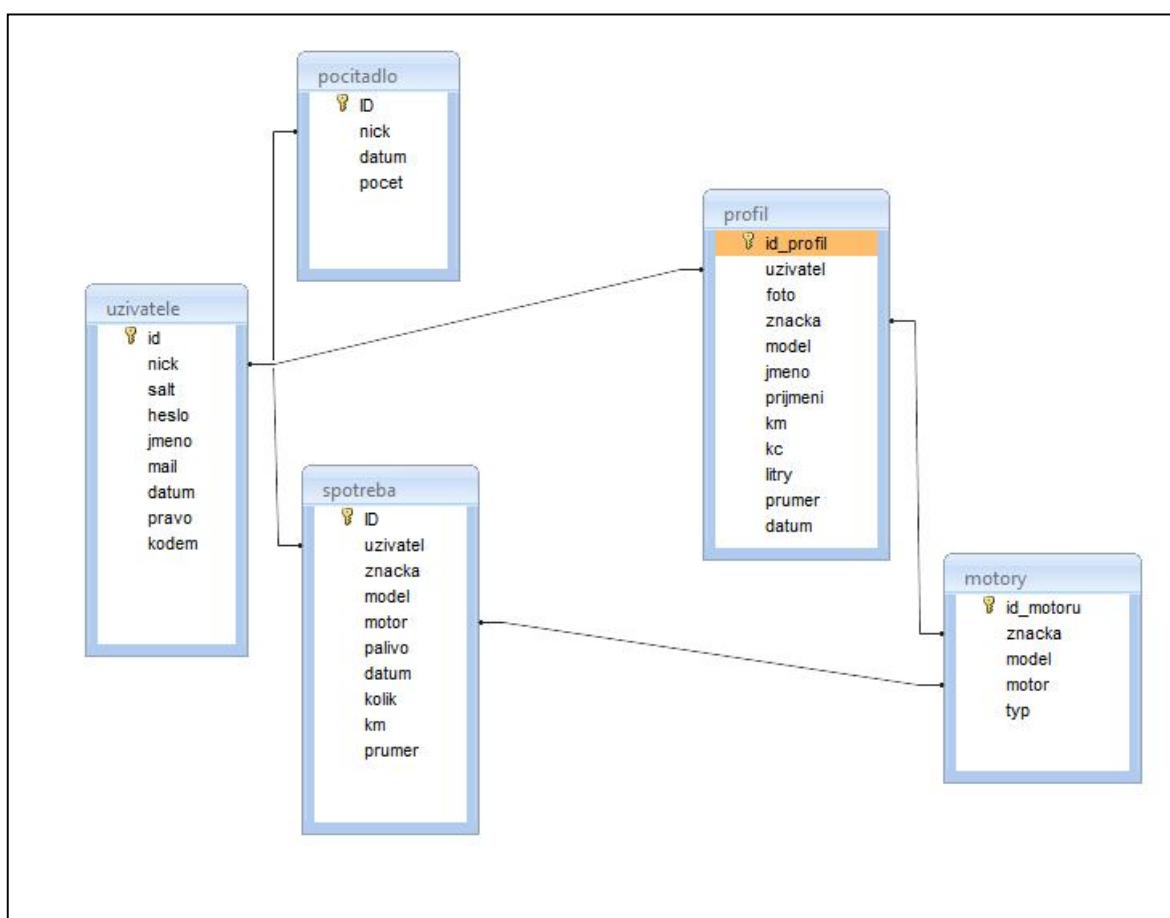 pocitadlo
ID
nick
datum
pocet
uzivatele
id
nick
salt
heslo
jmeno
mail
datum
pravo
kodem
spotreba
ID
uzivatel
znacka
model
motor
palivo
datum
kolik
km
prumer
profil
id_profil
uzivatel
foto
znacka
model
jmeno
prijmeni
km
kc
litry
prumer
datum
motory
id_motoru
znacka
model
motor
typ